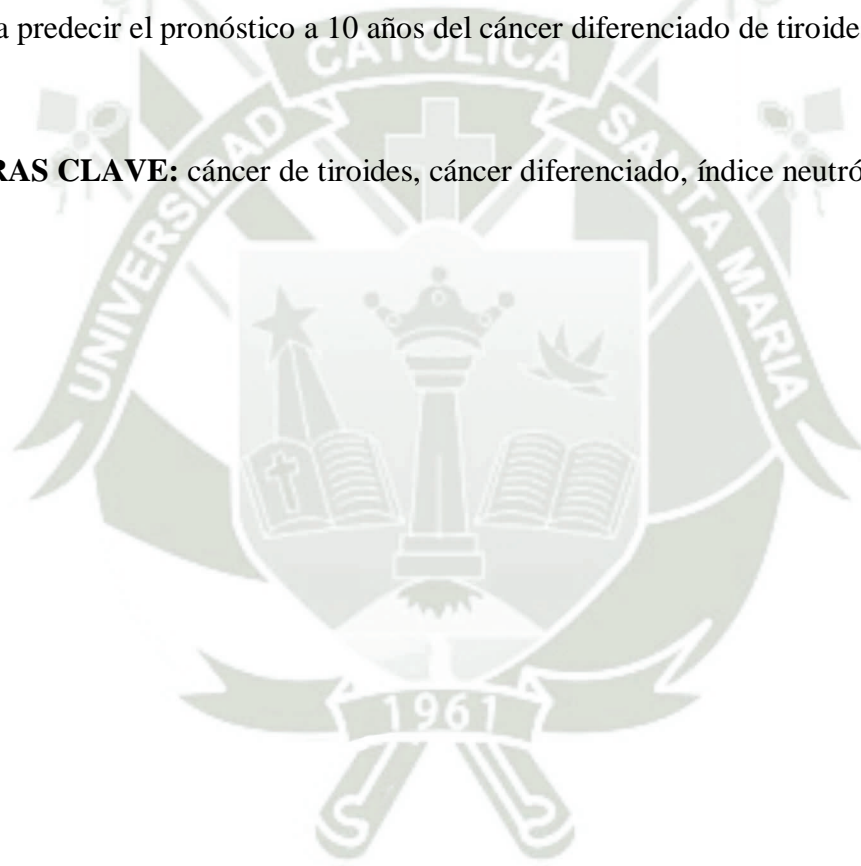 a predecir el pronóstico a 10 años del cáncer diferenciado de tiroide
RAS CLAVE: cáncer de tiroides, cáncer diferenciado, índice neutró
UNIVERSIDAD CATOLICA SANTA MARIA
1961